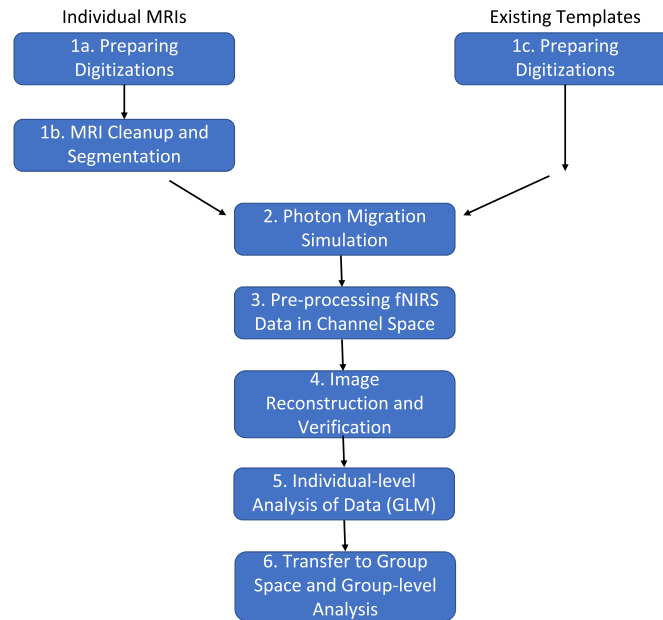 Individual MRIs
Existing Templates
1a. Preparing
Digitizations
1c. Preparing
Digitizations
1b. MRI Cleanup and
Segmentation
2. Photon Migration
Simulation
3. Pre-processing fNIRS
Data in Channel Space
4. Image
Reconstruction and
Verification
5. Individual-level
Analysis of Data (GLM)
6. Transfer to Group
Space and Group-level
Analysis